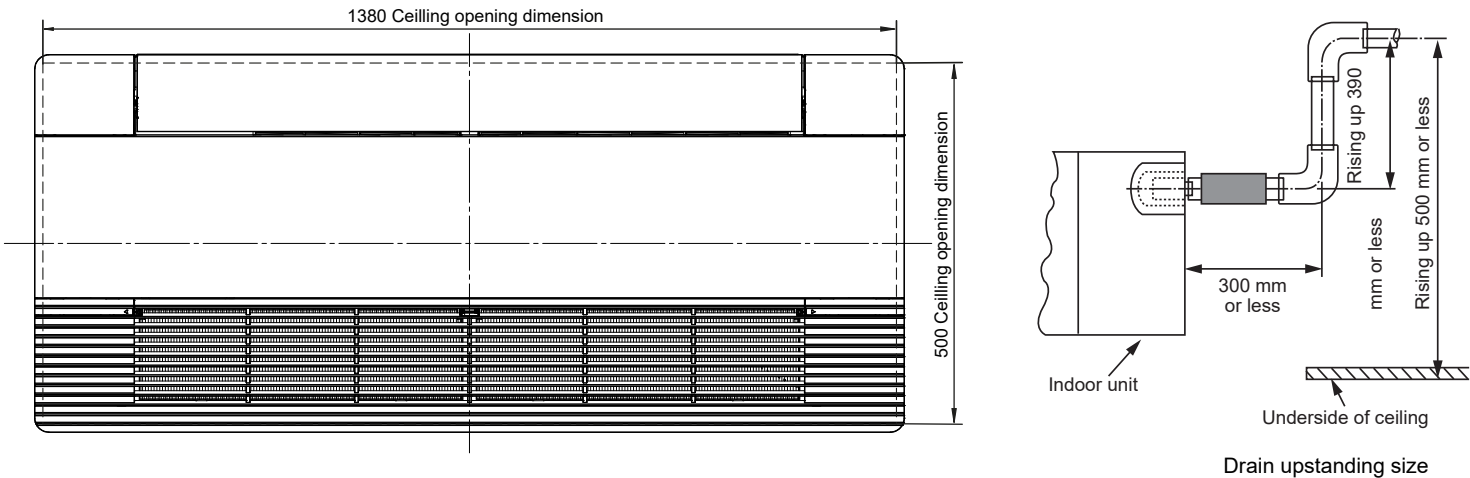 1380 Ceilling opening dimension
500 Ceilling opening dimension
Rising up 390
mm or less
Rising up 500 mm or less
300 mm
or less
Indoor unit
Underside of ceiling
Drain upstanding size